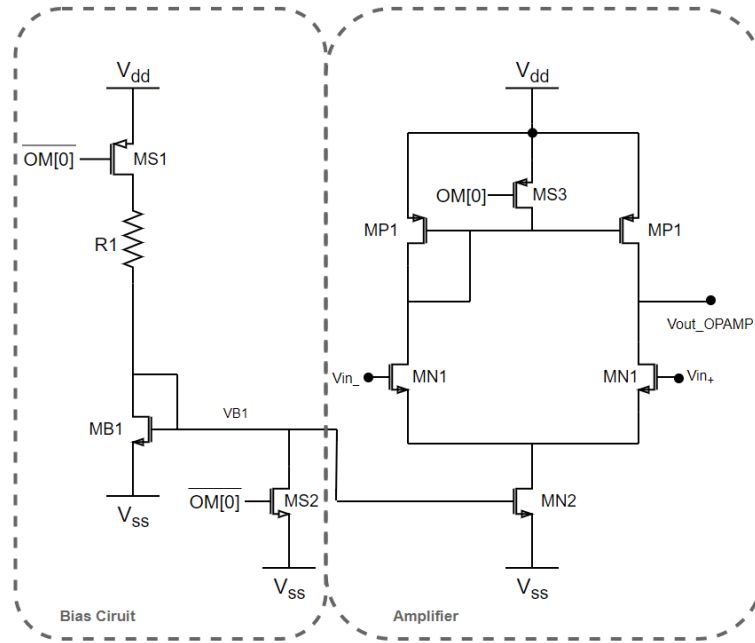 Vdd
OM[0]
MS1
R1
MB1
VB1
Vss
OM[0]
MS2
Vss
Bias Ciruit
Vdd
OM[0]
MS3
MP1
MP1
Vout_OPAMP
Vin_
MN1
MN1
Vin+
MN2
Vss
Amplifier